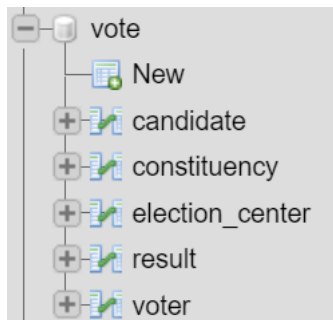 vote
New
candidate
constituency
election_center
result
voter